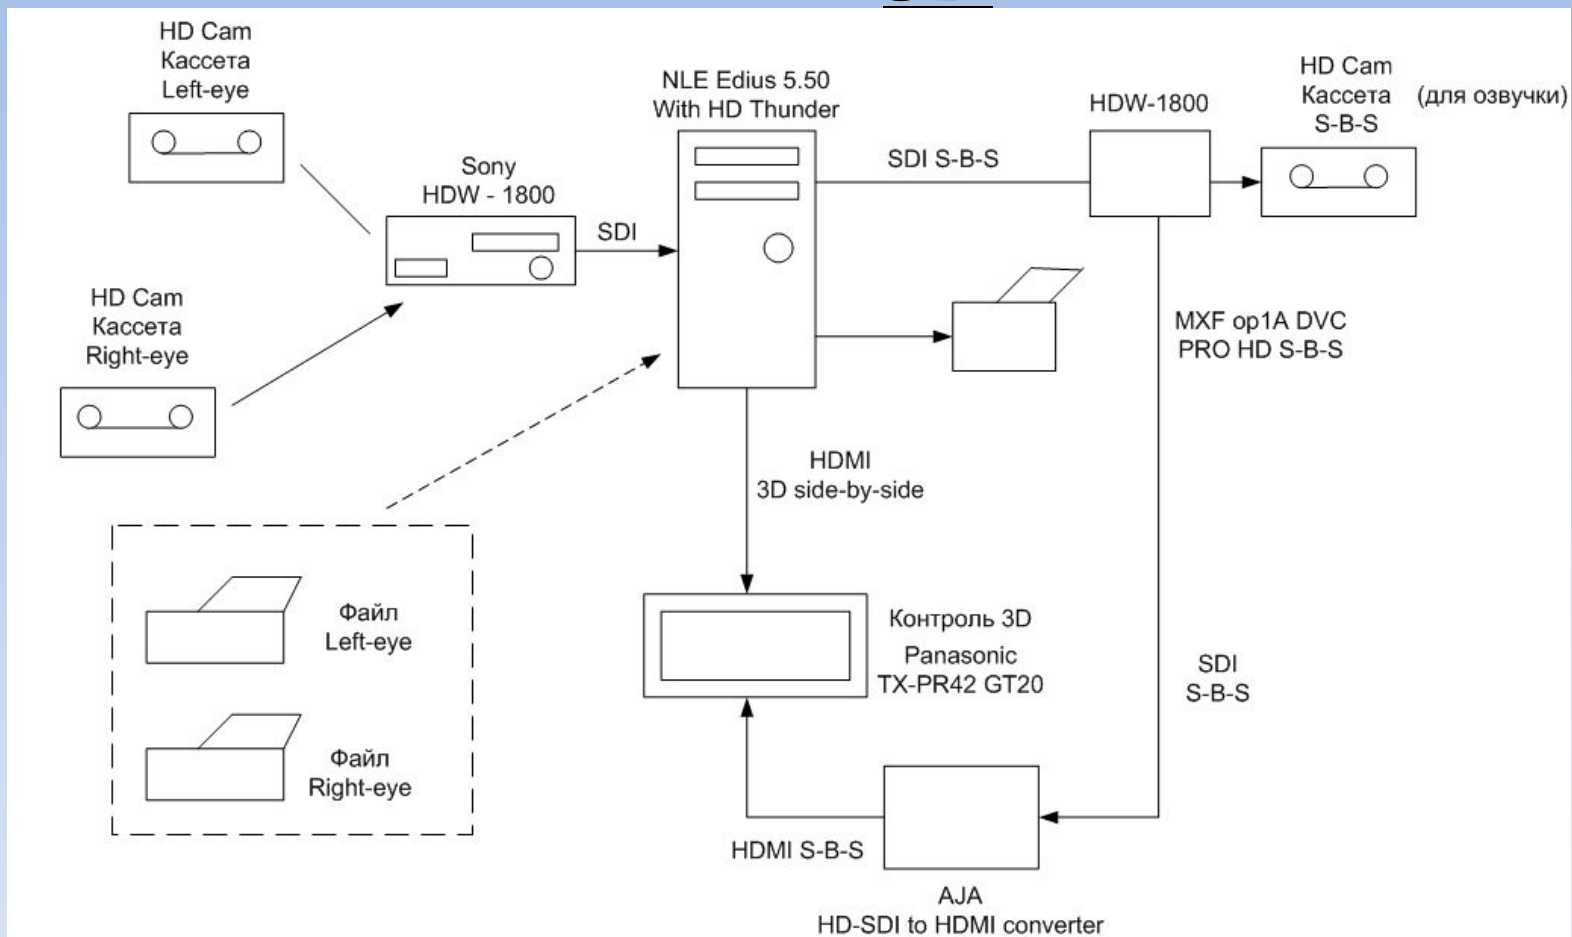 HD Cam
Кассета
Left-eye
Sony
HDW - 1800
SDI
HD Cam
Кассета
Right-eye
NLE Edius 5.50
With HD Thunder
SDI S-B-S
HDW-1800
HD Cam
Кассета
S-B-S
(для озвучки)
MXF op1A DVC
PRO HD S-B-S
HDMI
3D side-by-side
Файл
Left-eye
Файл
Right-eye
Контроль 3D
Panasonic
TX-PR42 GT20
SDI
S-B-S
HDMI S-B-S
AJA
HD-SDI to HDMI converter